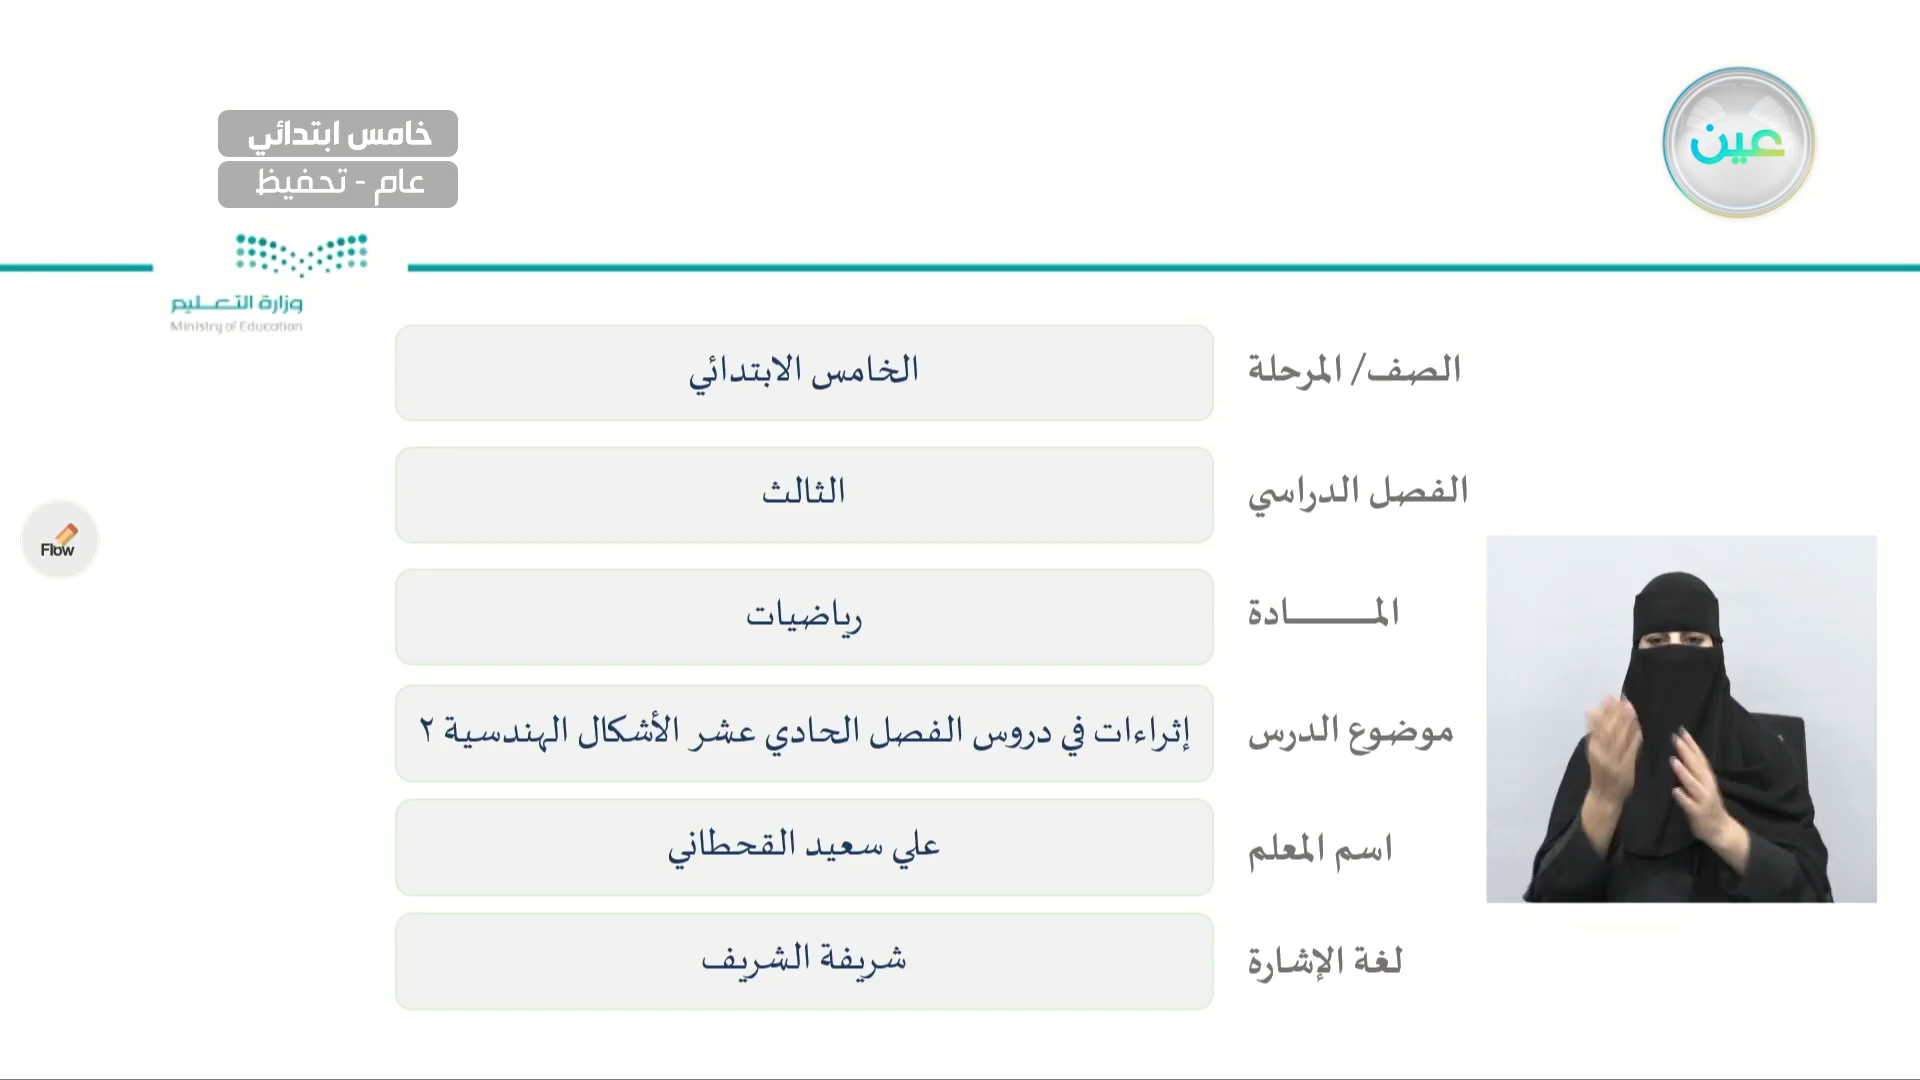 خامس ابتدائي
عام - تحفيظ
عين
وزارة التعليم
Ministry of Education
الصف/ المرحلة
الخامس الابتدائي
الفصل الدراسي
الثالث
المـــــــــادة
رياضيات
موضوع الدرس
إثراءات في دروس الفصل الحادي عشر الأشكال الهندسية ٢
اسم المعلم
علي سعيد القحطاني
لغة الإشارة
شريفة الشريف
Flow